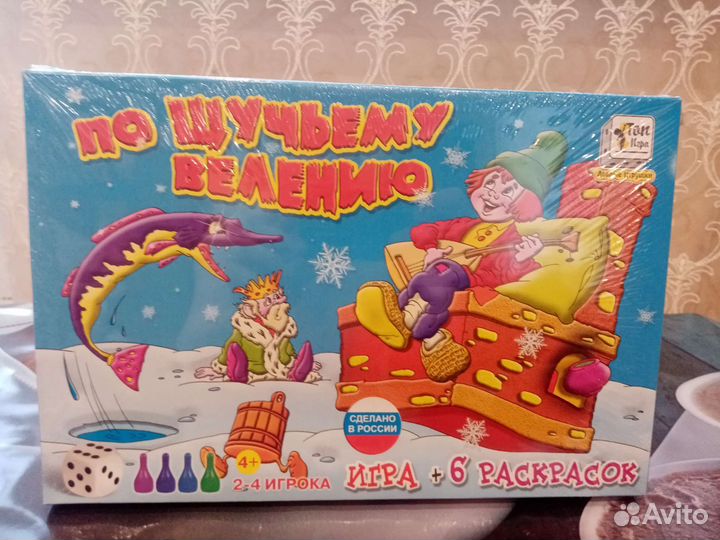 ПО ЩУЧЬЕМУ
ВЕЛЕНИЮ
Топ
Игра
СДЕЛАНО
В РОССИИ
4+
2-4 ИГРОКА
ИГРА + 6 РАСКРАСОК
Avito